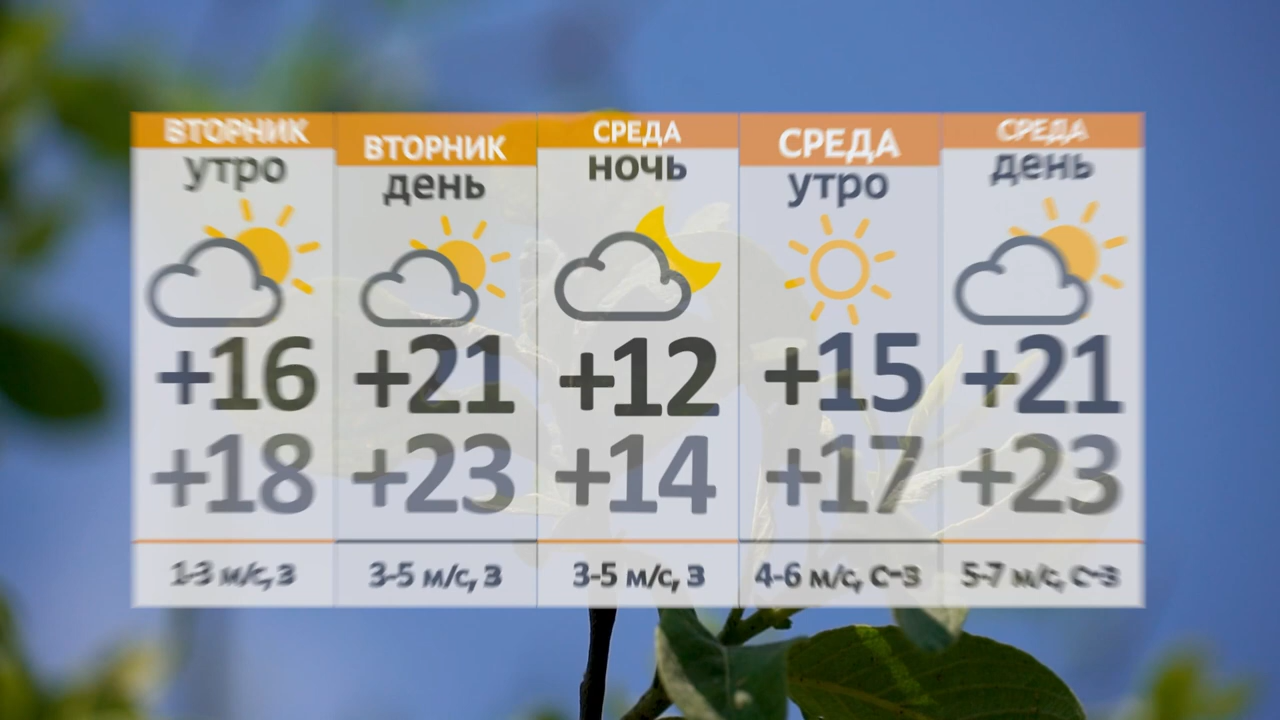 ВТОРНИК
утро
+16
+18
1-3 м/с, З
ВТОРНИК
день
+21
+23
3-5 м/с, З
СРЕДА
ночь
+12
+14
3-5 м/с, З
СРЕДА
утро
+15
+17
4-6 м/с, С-З
СРЕДА
день
+21
+23
5-7 м/с, С-З